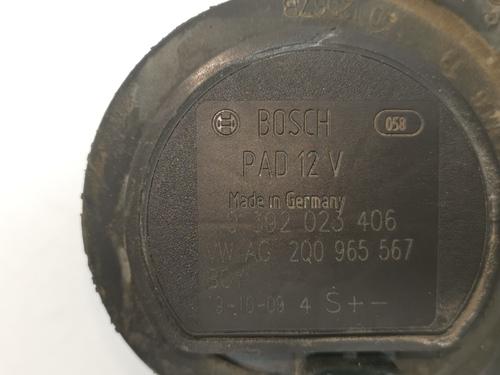 BOSCH 058
PAD 12 V
Made in Germany
0 392 023 406
VW AG 2Q0 965 567
19-10-09 4 S+-